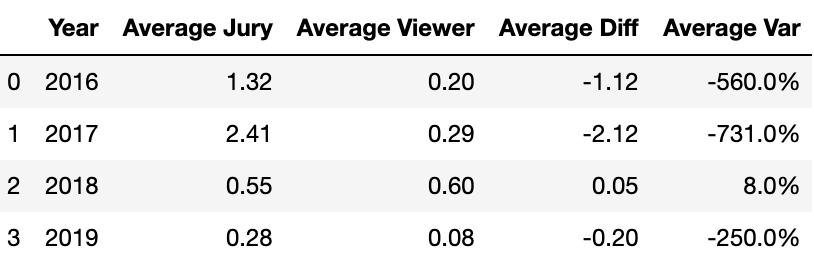 Year Average Jury Average Viewer Average Diff Average Var
0 2016 1.32 0.20 -1.12 -560.0%
1 2017 2.41 0.29 -2.12 -731.0%
2 2018 0.55 0.60 0.05 8.0%
3 2019 0.28 0.08 -0.20 -250.0%